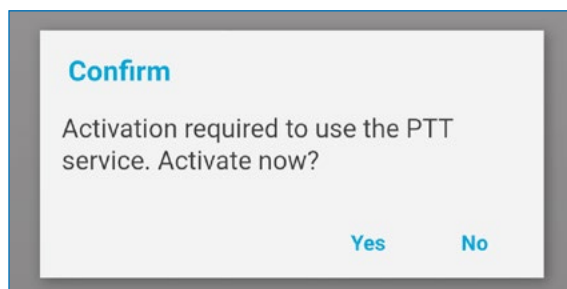 Confirm
Activation required to use the PTT
service. Activate now?
Yes No